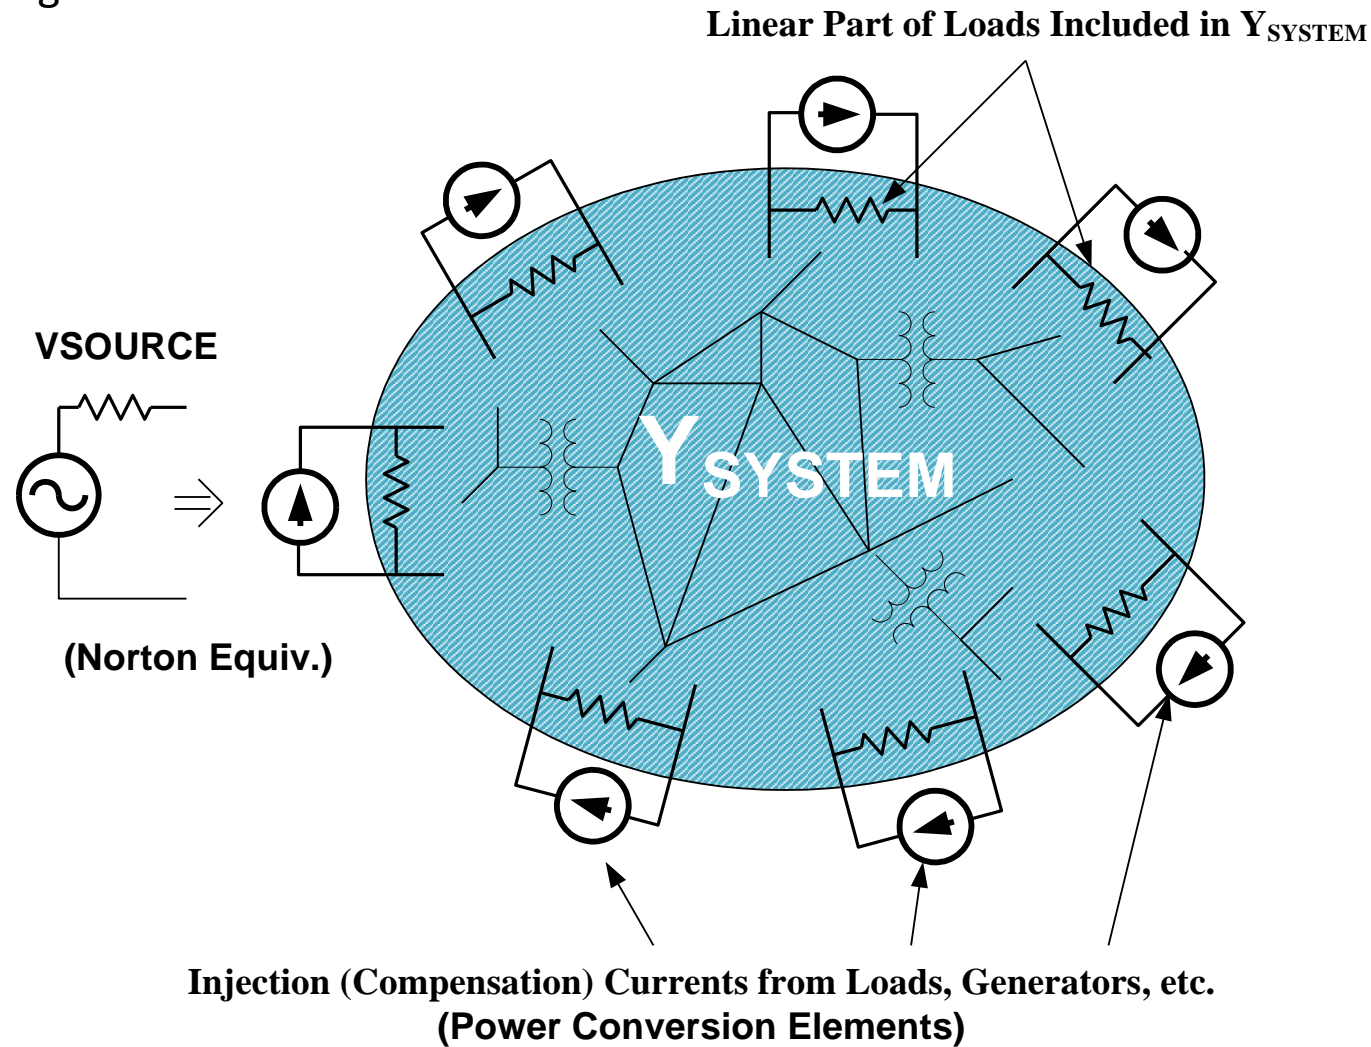 Linear Part of Loads Included in YSYSTEM
VSOURCE
YSYSTEM
(Norton Equiv.)
Injection (Compensation) Currents from Loads, Generators, etc.
(Power Conversion Elements)